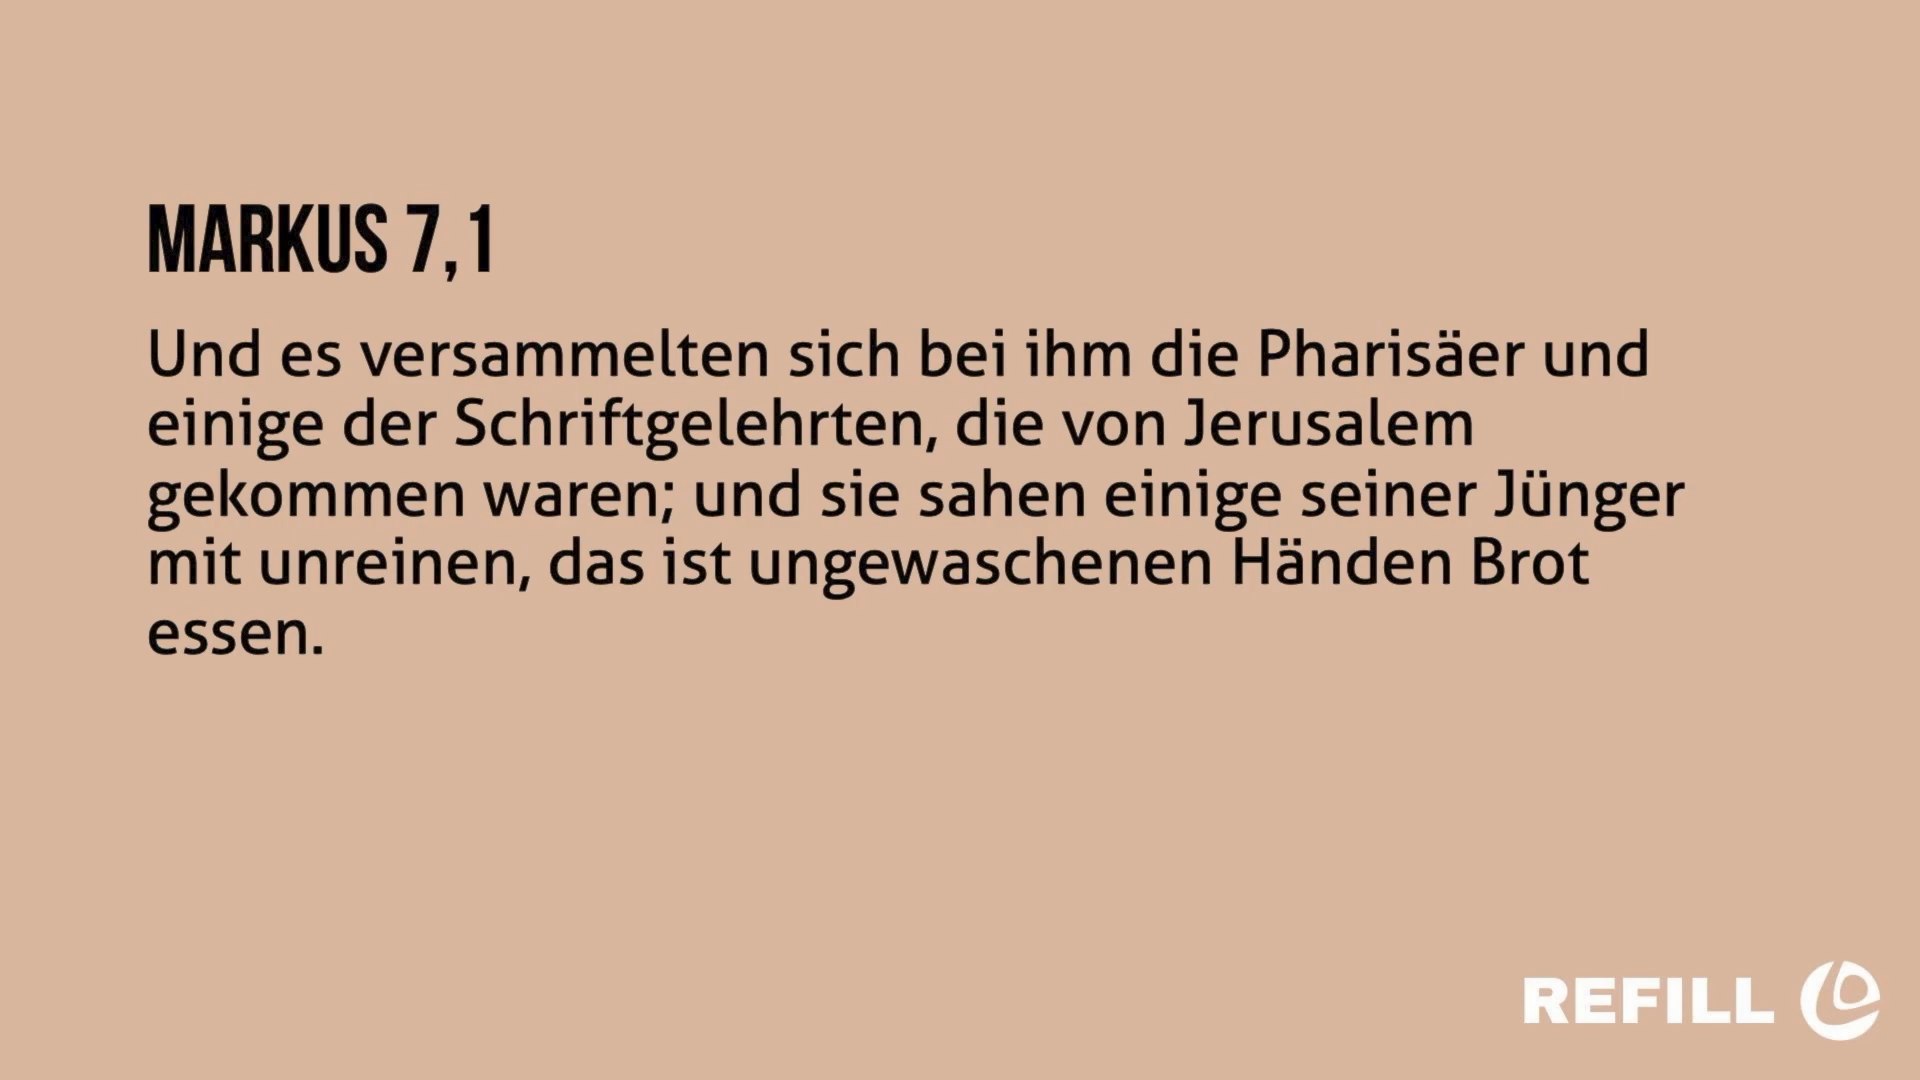 MARKUS 7,1
Und es versammelten sich bei ihm die Pharisäer und
einige der Schriftgelehrten, die von Jerusalem
gekommen waren; und sie sahen einige seiner Jünger
mit unreinen, das ist ungewaschenen Händen Brot
essen.
REFILL